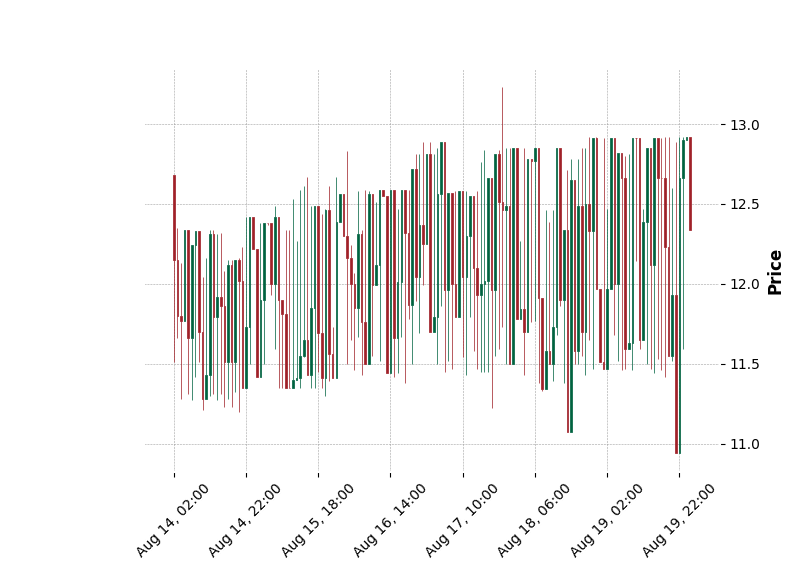 13.0
12.5
12.0
11.5
11.0
Price
Aug 14, 02:00
Aug 14, 22:00
Aug 15, 18:00
Aug 16, 14:00
Aug 17, 10:00
Aug 18, 06:00
Aug 19, 02:00
Aug 19, 22:00